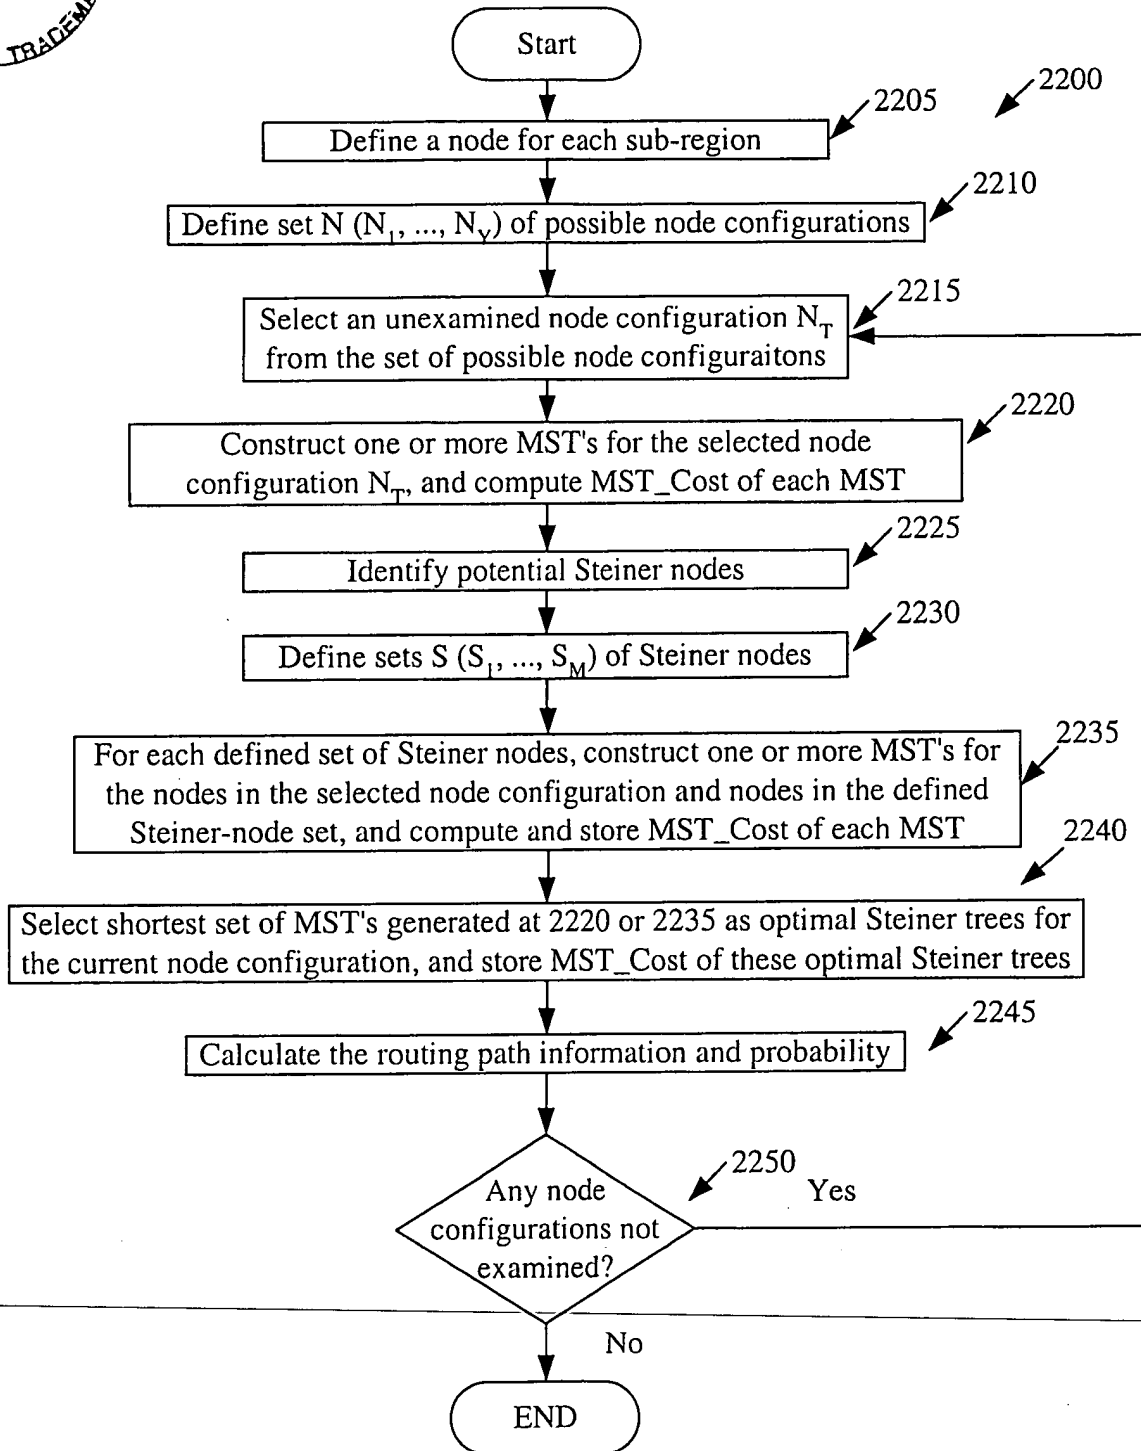 TRADEM
Start
2200
2205
Define a node for each sub-region
2210
Define set N (N₁, ..., Nᵧ) of possible node configurations
2215
Select an unexamined node configuration N_T
from the set of possible node configuraitons
2220
Construct one or more MST's for the selected node
configuration N_T, and compute MST_Cost of each MST
2225
Identify potential Steiner nodes
2230
Define sets S (S₁, ..., S_M) of Steiner nodes
2235
For each defined set of Steiner nodes, construct one or more MST's for
the nodes in the selected node configuration and nodes in the defined
Steiner-node set, and compute and store MST_Cost of each MST
2240
Select shortest set of MST's generated at 2220 or 2235 as optimal Steiner trees for
the current node configuration, and store MST_Cost of these optimal Steiner trees
2245
Calculate the routing path information and probability
2250
Any node
configurations not
examined?
Yes
No
END